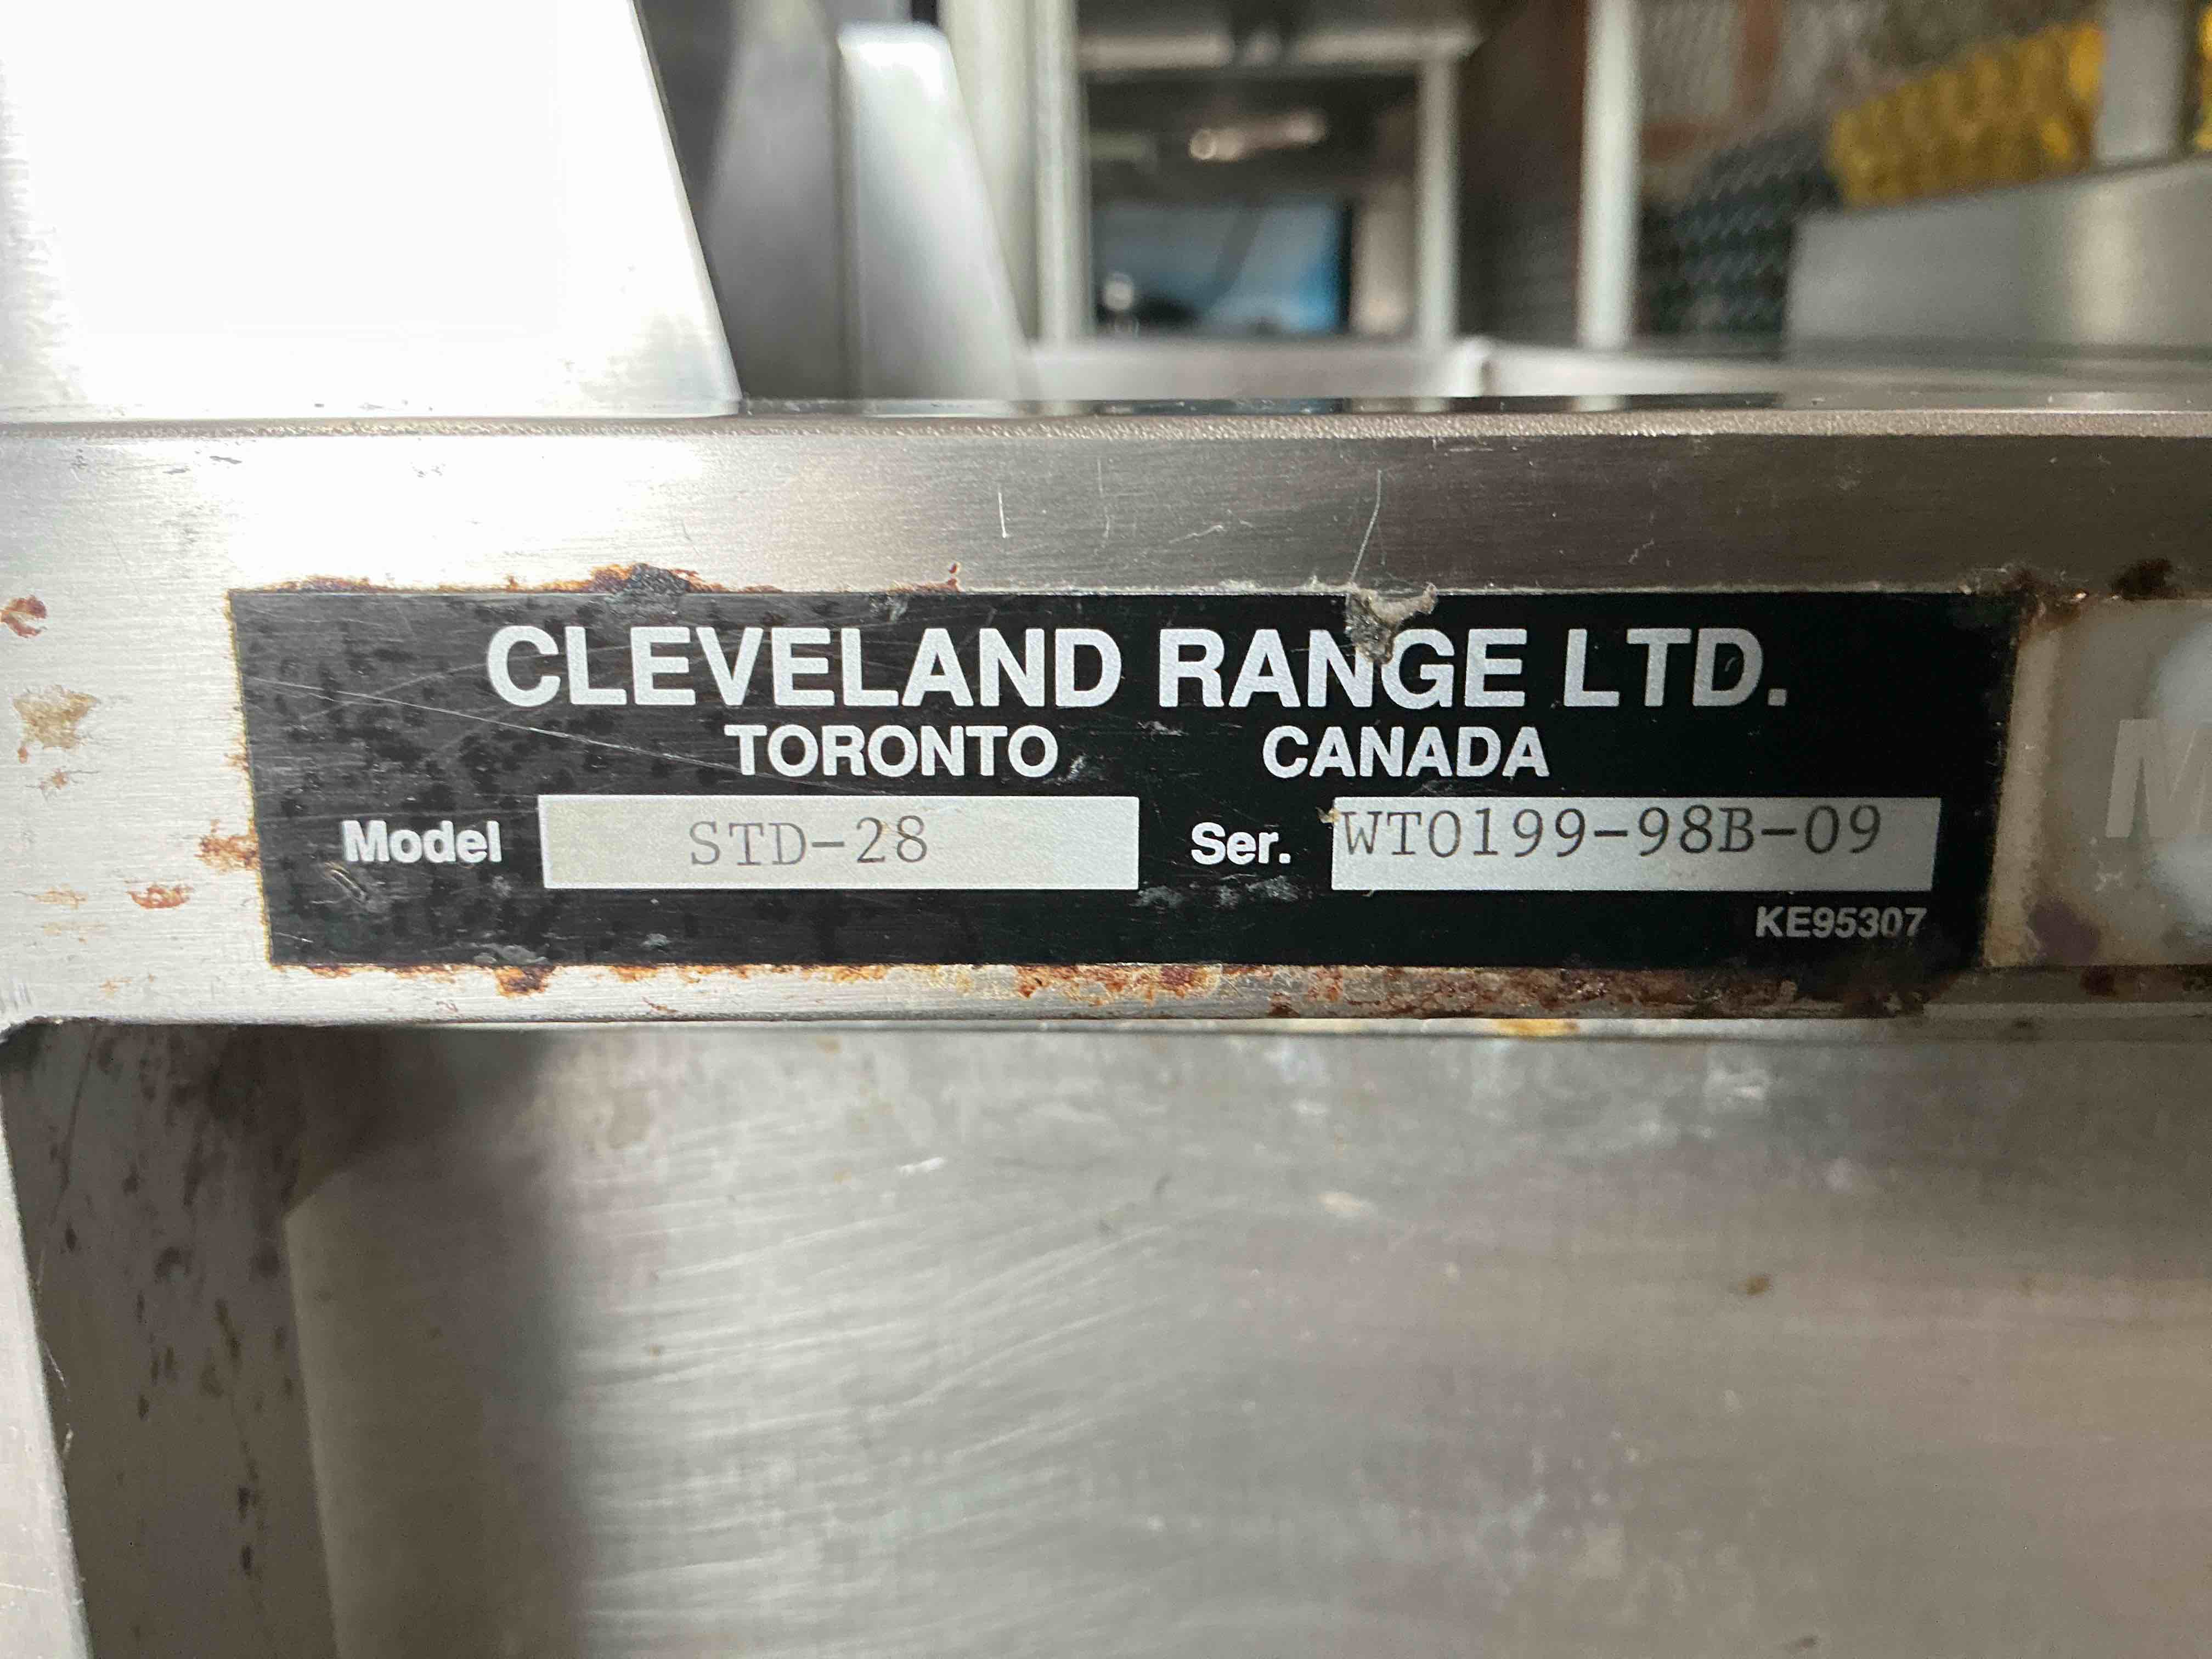 CLEVELAND RANGE LTD.
TORONTO CANADA
Model STD-28 Ser. WT0199-98B-09
KE95307
M